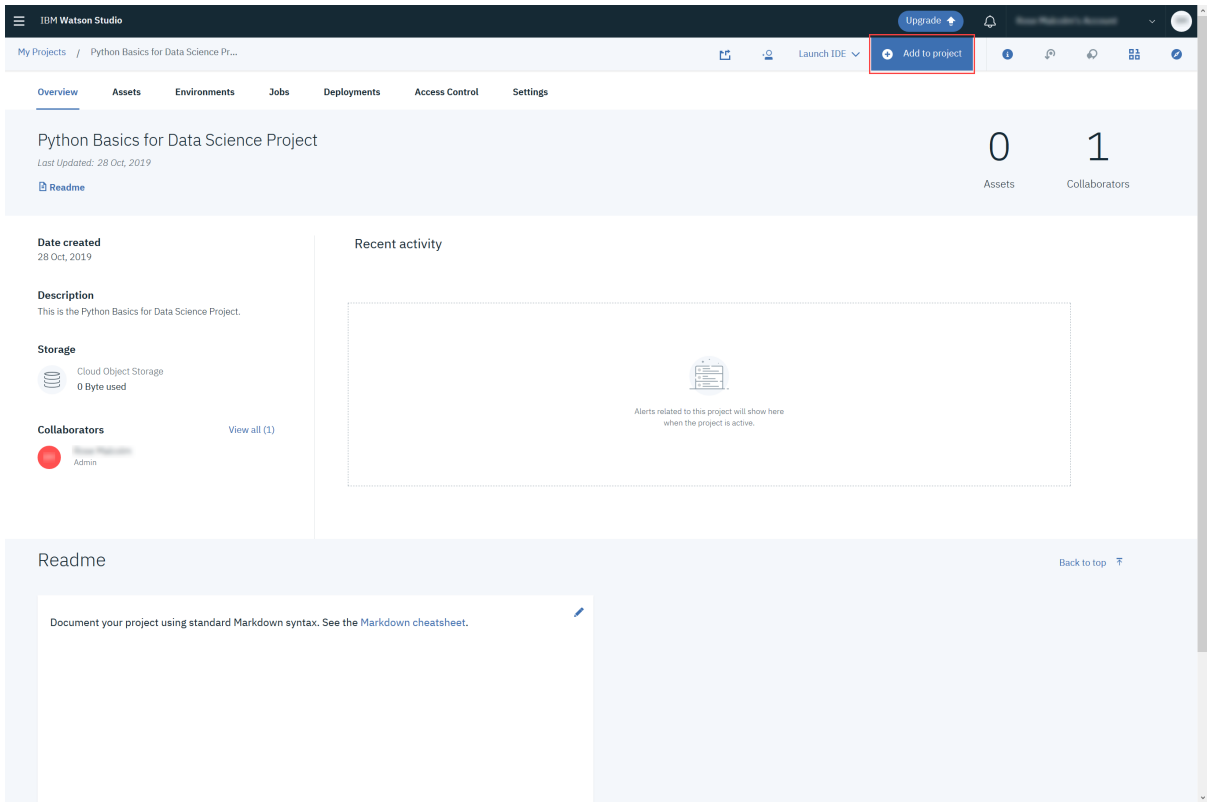 IBM Watson Studio
Upgrade
My Projects / Python Basics for Data Science Pr...
Launch IDE
Add to project
Overview Assets Environments Jobs Deployments Access Control Settings
Python Basics for Data Science Project
Last Updated: 28 Oct, 2019
Readme
0
Assets
1
Collaborators
Date created
28 Oct, 2019
Description
This is the Python Basics for Data Science Project.
Storage
Cloud Object Storage
0 Byte used
Collaborators View all (1)
Admin
Recent activity
Alerts related to this project will show here
when the project is active.
Readme
Back to top
Document your project using standard Markdown syntax. See the Markdown cheatsheet.